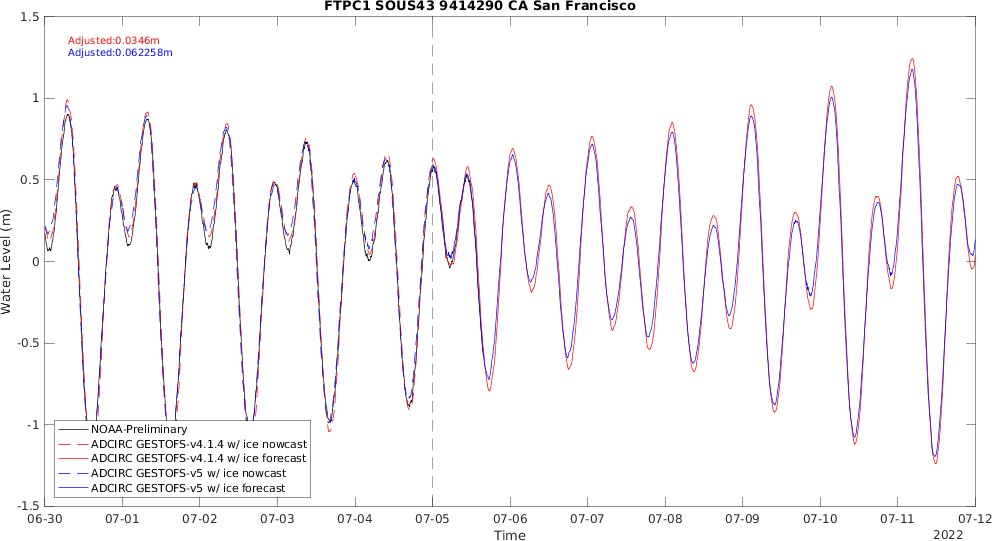 FTPC1 SOUS43 9414290 CA San Francisco
Adjusted:0.0346m
Adjusted:0.062258m
Water Level (m)
1.5
1
0.5
0
-0.5
-1
-1.5
NOAA-Preliminary
ADCIRC GESTOFS-v4.1.4 w/ ice nowcast
ADCIRC GESTOFS-v4.1.4 w/ ice forecast
ADCIRC GESTOFS-v5 w/ ice nowcast
ADCIRC GESTOFS-v5 w/ ice forecast
06-30 07-01 07-02 07-03 07-04 07-05 07-06 07-07 07-08 07-09 07-10 07-11 07-12
Time
2022